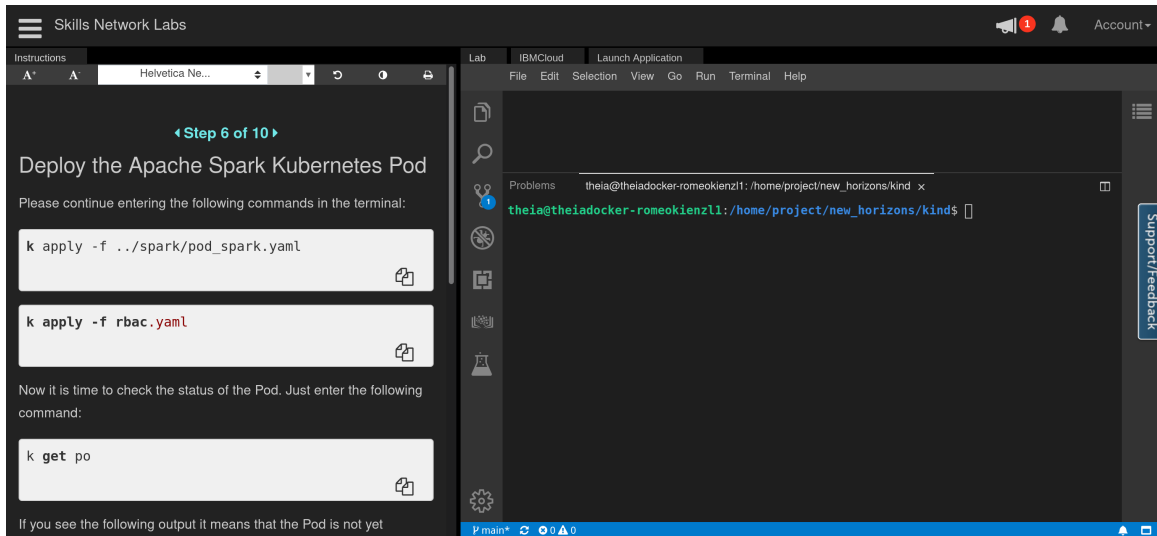 Skills Network Labs
1
Account
Instructions
A+ A- Helvetica Ne...
Step 6 of 10
Deploy the Apache Spark Kubernetes Pod
Please continue entering the following commands in the terminal:
k apply -f ../spark/pod_spark.yaml
k apply -f rbac.yaml
Now it is time to check the status of the Pod. Just enter the following
command:
k get po
If you see the following output it means that the Pod is not yet
Lab IBMCloud Launch Application
File Edit Selection View Go Run Terminal Help
1
Problems theia@theiadocker-romeokienzl1: /home/project/new_horizons/kind ×
theia@theiadocker-romeokienzl1:/home/project/new_horizons/kind$
main* 0 0
Support/Feedback